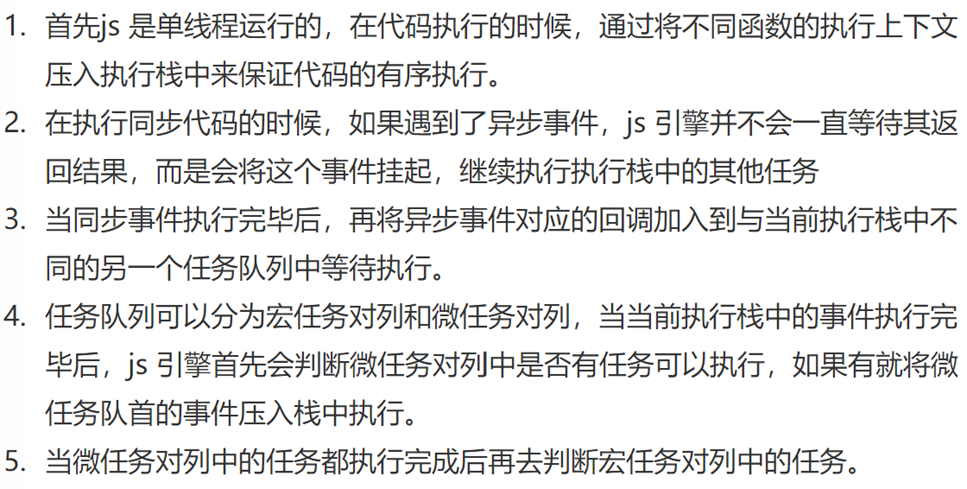 1. 首先js 是单线程运行的，在代码执行的时候，通过将不同函数的执行上下文
压入执行栈中来保证代码的有序执行。
2. 在执行同步代码的时候，如果遇到了异步事件，js 引擎并不会一直等待其返
回结果，而是会将这个事件挂起，继续执行执行栈中的其他任务
3. 当同步事件执行完毕后，再将异步事件对应的回调加入到与当前执行栈中不
同的另一个任务队列中等待执行。
4. 任务队列可以分为宏任务对列和微任务对列，当当前执行栈中的事件执行完
毕后，js 引擎首先会判断微任务对列中是否有任务可以执行，如果有就将微
任务队首的事件压入栈中执行。
5. 当微任务对列中的任务都执行完成后再去判断宏任务对列中的任务。